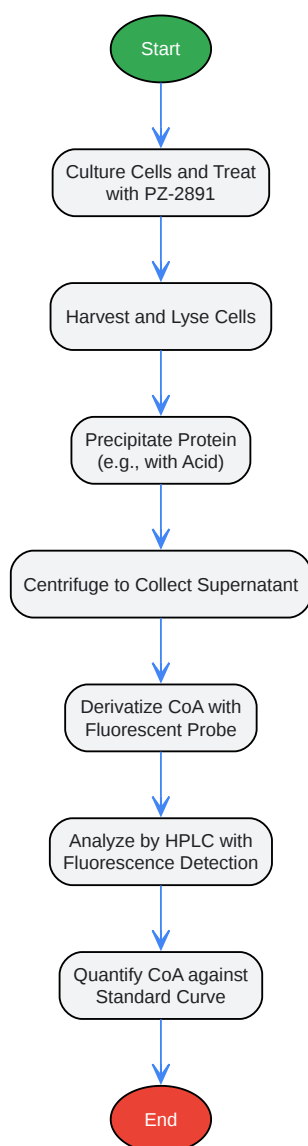 Start
Culture Cells and Treat
with PZ-2891
Harvest and Lyse Cells
Precipitate Protein
(e.g., with Acid)
Centrifuge to Collect Supernatant
Derivatize CoA with
Fluorescent Probe
Analyze by HPLC with
Fluorescence Detection
Quantify CoA against
Standard Curve
End